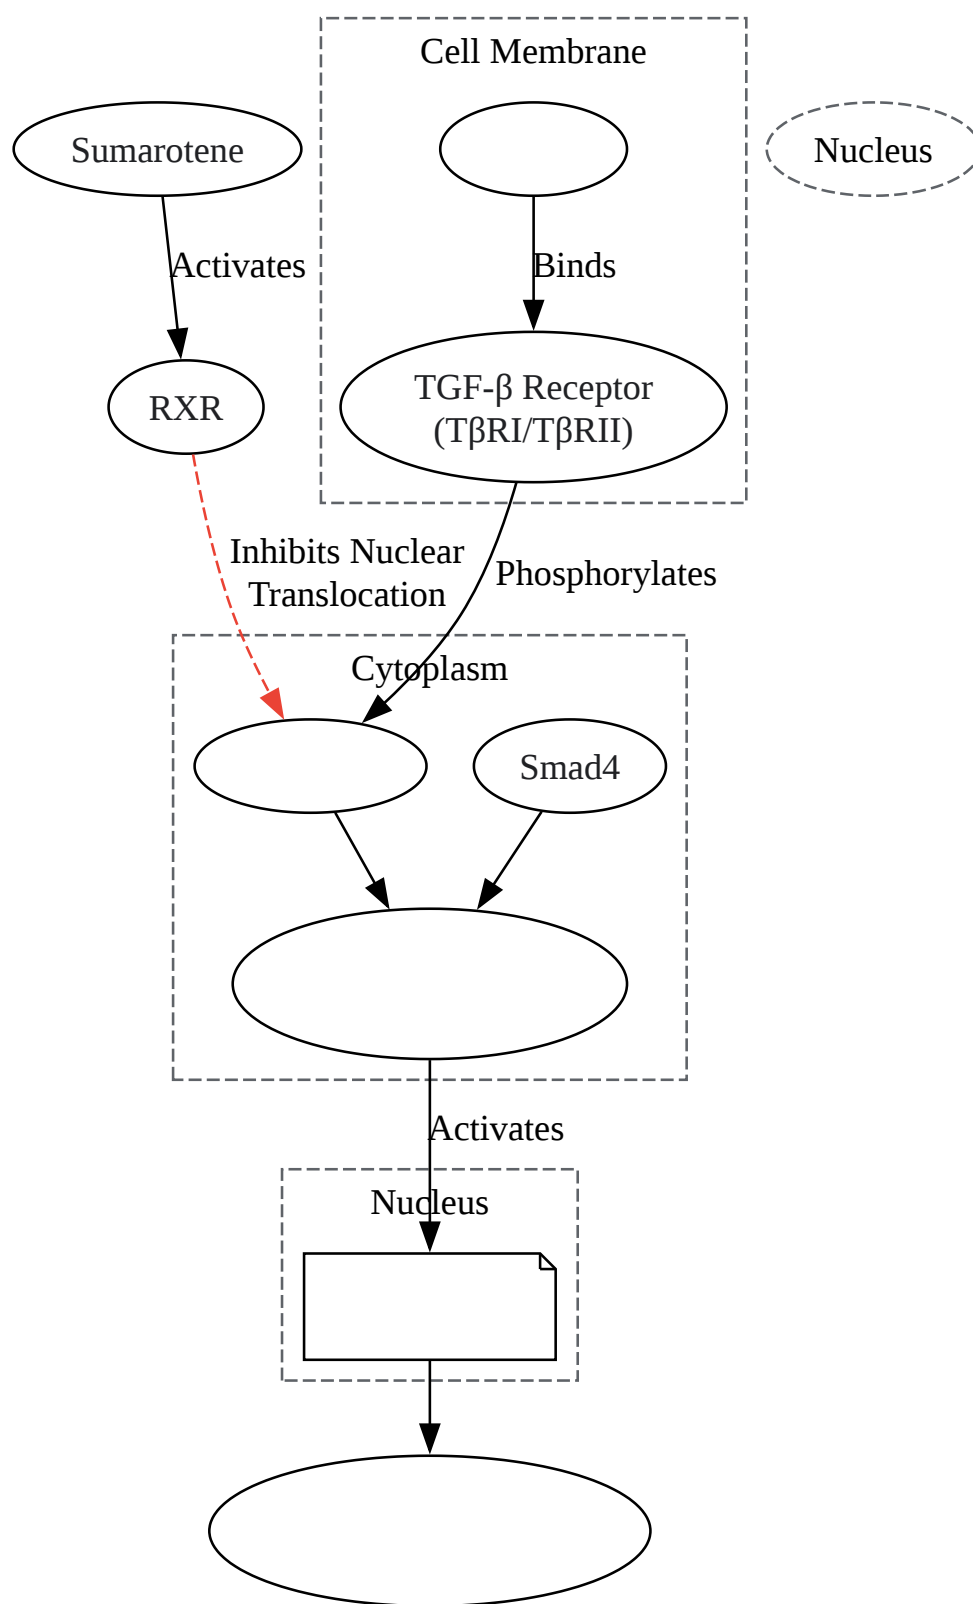 Cell Membrane
Sumarotene
Nucleus
Activates
Binds
RXR
TGF-β Receptor
(TβRI/TβRII)
Inhibits Nuclear
Translocation
Phosphorylates
Cytoplasm
Smad4
Activates
Nucleus